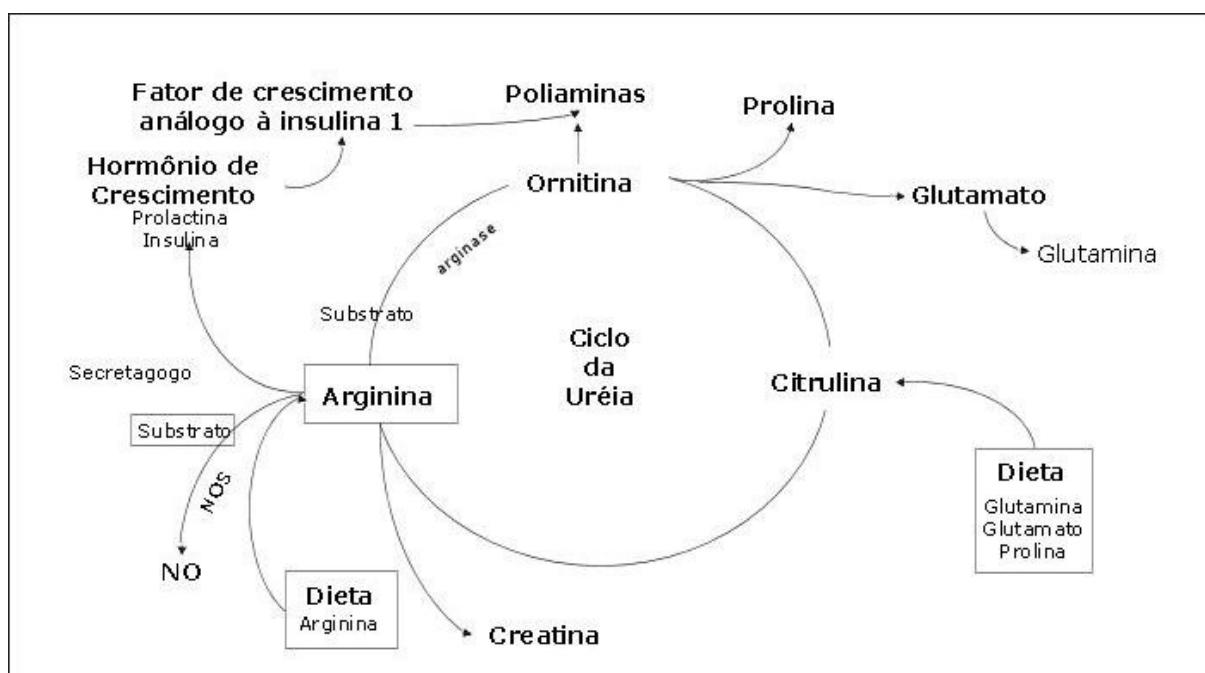 Fator de crescimento
análogo à insulina 1
Poliaminas
Prolina
Hormônio de
Crescimento
Prolactina
Insulina
Ornitina
Glutamato
Glutamina
arginase
Substrato
Ciclo
da
Uréia
Secretagogo
Arginina
Citrulina
Substrato
NOS
NO
Dieta
Arginina
Creatina
Dieta
Glutamina
Glutamato
Prolina